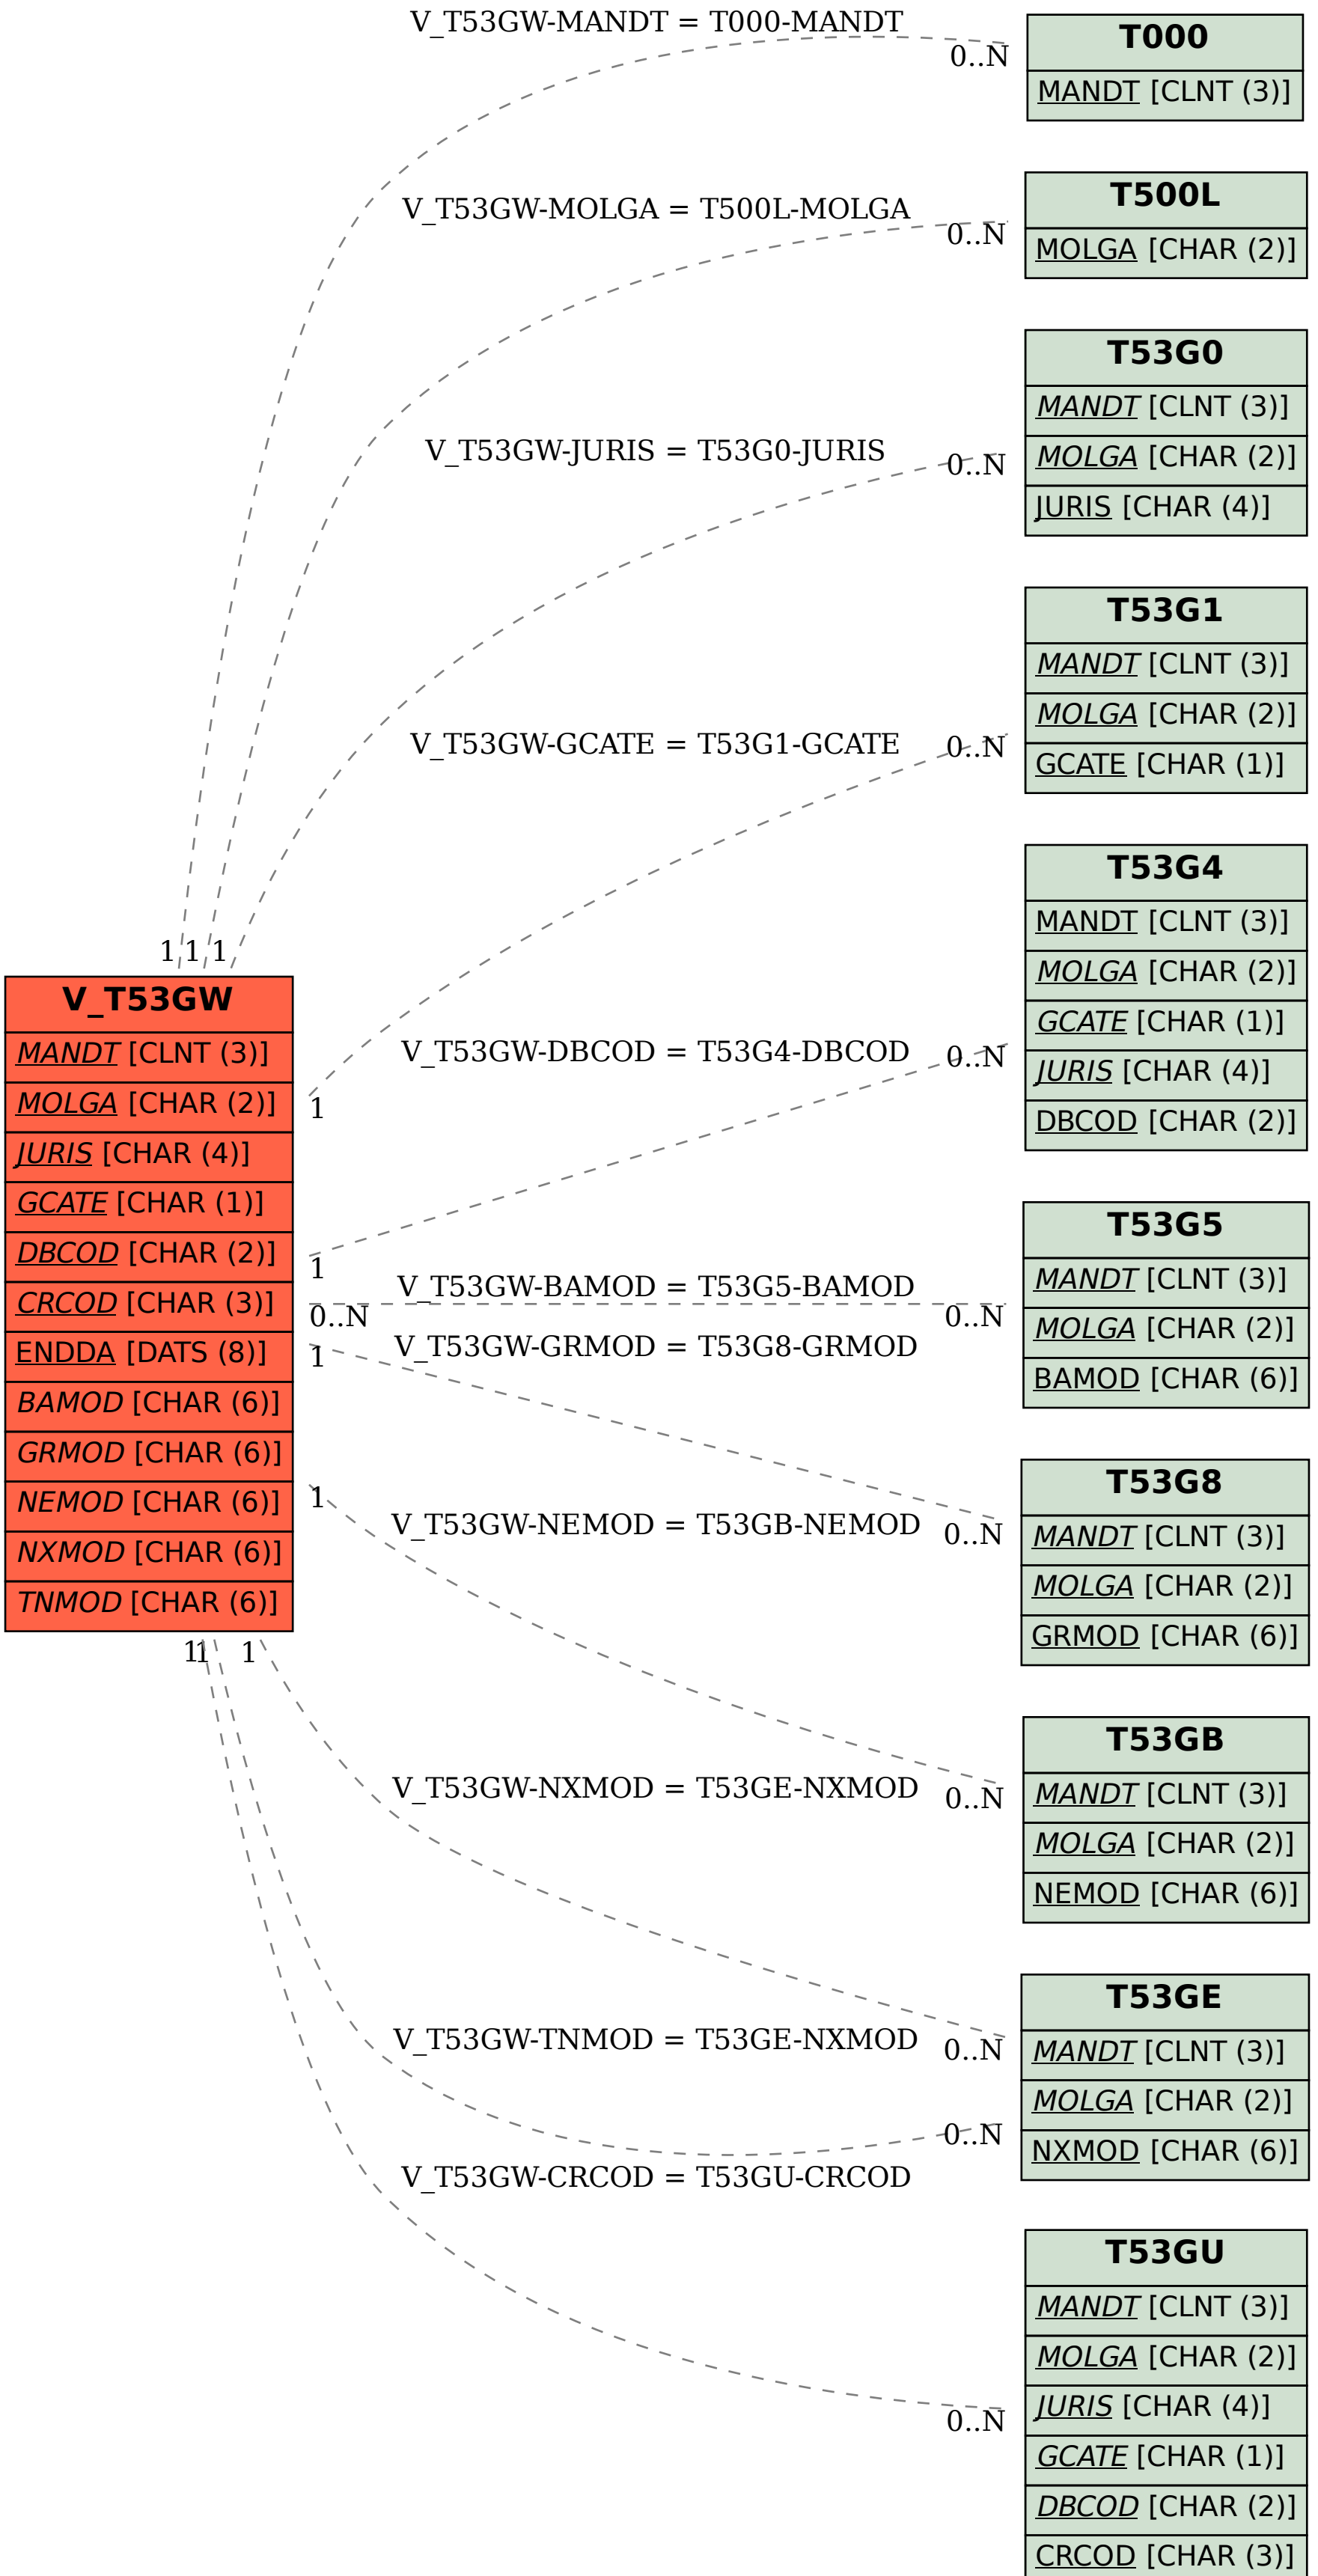 V_T53GW-MANDT = T000-MANDT
0..N
T000
MANDT [CLNT (3)]
V_T53GW-MOLGA = T500L-MOLGA
0..N
T500L
MOLGA [CHAR (2)]
V_T53GW-JURIS = T53G0-JURIS
0..N
T53G0
MANDT [CLNT (3)]
MOLGA [CHAR (2)]
JURIS [CHAR (4)]
V_T53GW-GCATE = T53G1-GCATE
0..N
T53G1
MANDT [CLNT (3)]
MOLGA [CHAR (2)]
GCATE [CHAR (1)]
1 1 1
V_T53GW
MANDT [CLNT (3)]
MOLGA [CHAR (2)]
JURIS [CHAR (4)]
GCATE [CHAR (1)]
DBCOD [CHAR (2)]
CRCOD [CHAR (3)]
ENDDA [DATS (8)]
BAMOD [CHAR (6)]
GRMOD [CHAR (6)]
NEMOD [CHAR (6)]
NXMOD [CHAR (6)]
TNMOD [CHAR (6)]
1
V_T53GW-DBCOD = T53G4-DBCOD
0..N
1
T53G4
MANDT [CLNT (3)]
MOLGA [CHAR (2)]
GCATE [CHAR (1)]
JURIS [CHAR (4)]
DBCOD [CHAR (2)]
V_T53GW-BAMOD = T53G5-BAMOD
0..N
0..N
T53G5
MANDT [CLNT (3)]
MOLGA [CHAR (2)]
BAMOD [CHAR (6)]
V_T53GW-GRMOD = T53G8-GRMOD
1
0..N
T53G8
MANDT [CLNT (3)]
MOLGA [CHAR (2)]
GRMOD [CHAR (6)]
1
V_T53GW-NEMOD = T53GB-NEMOD
0..N
T53GB
MANDT [CLNT (3)]
MOLGA [CHAR (2)]
NEMOD [CHAR (6)]
1 1 1
V_T53GW-NXMOD = T53GE-NXMOD
0..N
T53GE
MANDT [CLNT (3)]
MOLGA [CHAR (2)]
NXMOD [CHAR (6)]
V_T53GW-TNMOD = T53GE-NXMOD
0..N
V_T53GW-CRCOD = T53GU-CRCOD
0..N
T53GU
MANDT [CLNT (3)]
MOLGA [CHAR (2)]
JURIS [CHAR (4)]
GCATE [CHAR (1)]
DBCOD [CHAR (2)]
CRCOD [CHAR (3)]